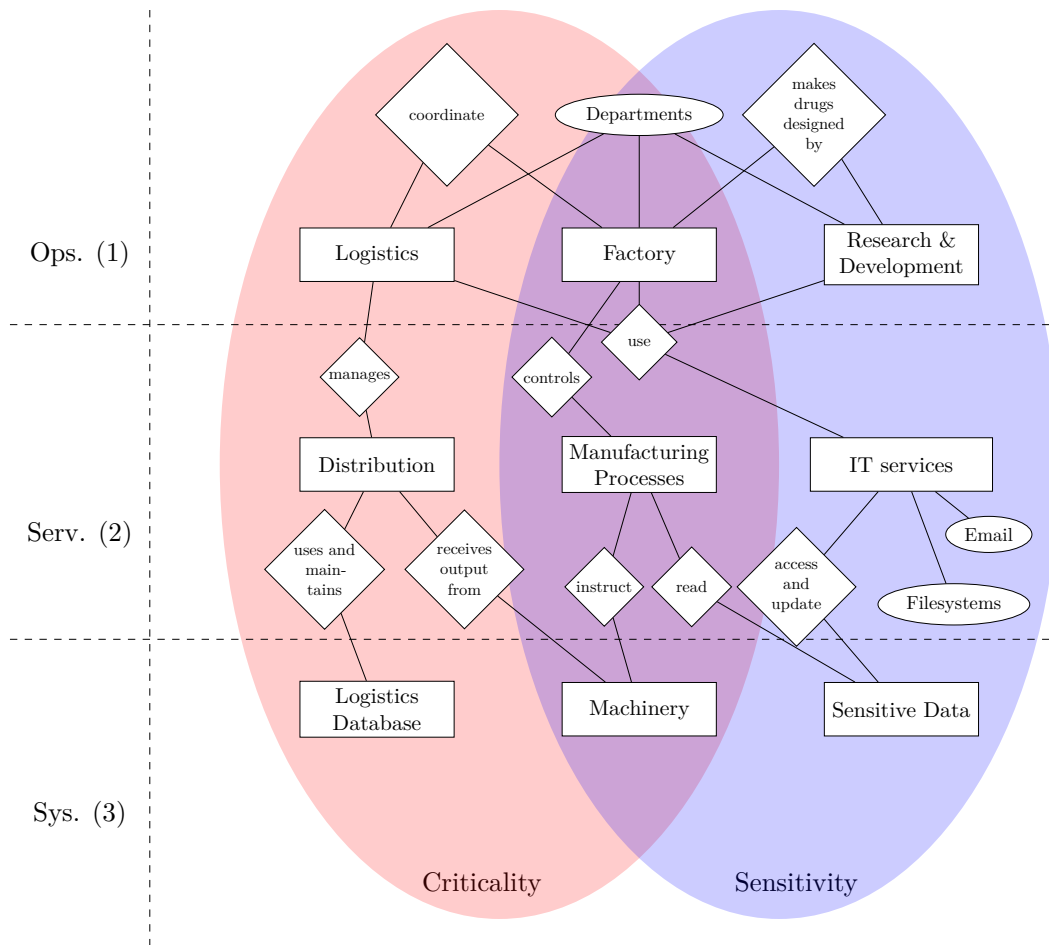 coordinate
Departments
makes
drugs
designed
by
Ops. (1)
Logistics
Factory
Research &
Development
manages
controls
use
Serv. (2)
Distribution
Manufacturing
Processes
IT services
uses and
main-
tains
receives
output
from
instruct
read
access
and
update
Email
Filesystems
Sys. (3)
Logistics
Database
Machinery
Sensitive Data
Criticality
Sensitivity